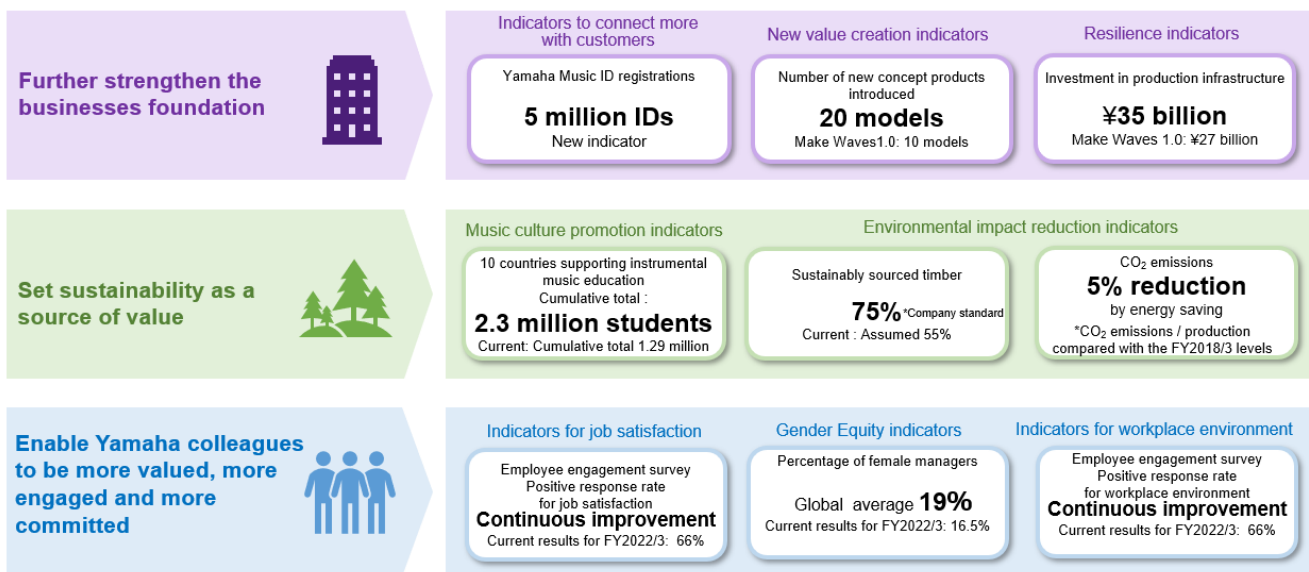 Further strengthen the
businesses foundation
Indicators to connect more
with customers
Yamaha Music ID registrations
5 million IDs
New indicator
New value creation indicators
Number of new concept products
introduced
20 models
Make Waves1.0: 10 models
Resilience indicators
Investment in production infrastructure
¥35 billion
Make Waves 1.0: ¥27 billion
Set sustainability as a
source of value
Music culture promotion indicators
10 countries supporting instrumental
music education
Cumulative total :
2.3 million students
Current: Cumulative total 1.29 million
Environmental impact reduction indicators
Sustainably sourced timber
75%*Company standard
Current : Assumed 55%
CO₂ emissions
5% reduction
by energy saving
*CO₂ emissions / production
compared with the FY2018/3 levels
Enable Yamaha colleagues
to be more valued, more
engaged and more
committed
Indicators for job satisfaction
Employee engagement survey
Positive response rate
for job satisfaction
Continuous improvement
Current results for FY2022/3: 66%
Gender Equity indicators
Percentage of female managers
Global average 19%
Current results for FY2022/3: 16.5%
Indicators for workplace environment
Employee engagement survey
Positive response rate
for workplace environment
Continuous improvement
Current results for FY2022/3: 66%